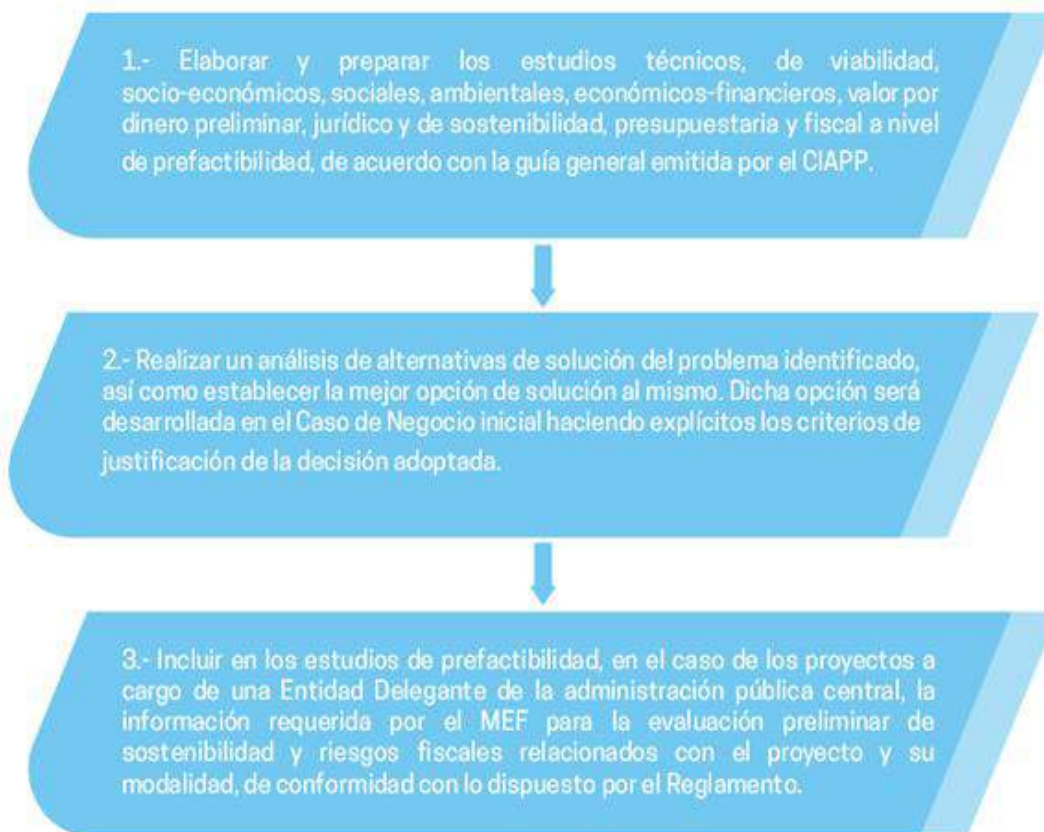 1.- Elaborar y preparar los estudios técnicos, de viabilidad,
socio-económicos, sociales, ambientales, económicos-financieros, valor por
dinero preliminar, jurídico y de sostenibilidad, presupuestaria y fiscal a nivel
de prefactibilidad, de acuerdo con la guía general emitida por el CIAPP.
2.- Realizar un análisis de alternativas de solución del problema identificado,
así como establecer la mejor opción de solución al mismo. Dicha opción será
desarrollada en el Caso de Negocio inicial haciendo explícitos los criterios de
justificación de la decisión adoptada.
3.- Incluir en los estudios de prefactibilidad, en el caso de los proyectos a
cargo de una Entidad Delegante de la administración pública central, la
información requerida por el MEF para la evaluación preliminar de
sostenibilidad y riesgos fiscales relacionados con el proyecto y su
modalidad, de conformidad con lo dispuesto por el Reglamento.